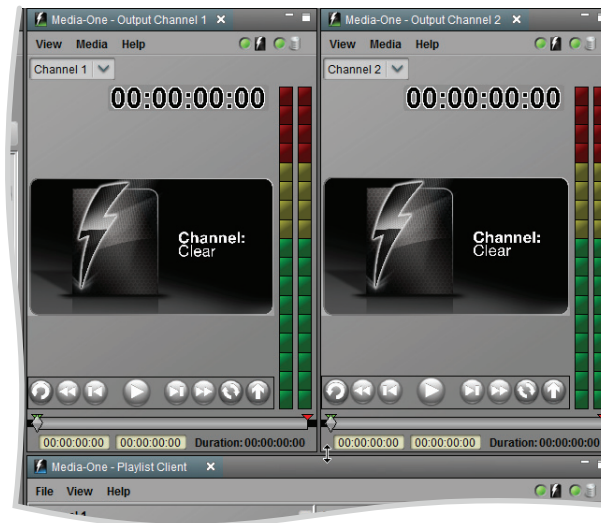 Media-One - Output Channel 1
View Media Help
Channel 1
00:00:00:00
Channel:
Clear
00:00:00:00 00:00:00:00 Duration: 00:00:00:00
Media-One - Output Channel 2
View Media Help
Channel 2
00:00:00:00
Channel:
Clear
00:00:00:00 00:00:00:00 Duration: 00:00:00:00
Media-One - Playlist Client
File View Help